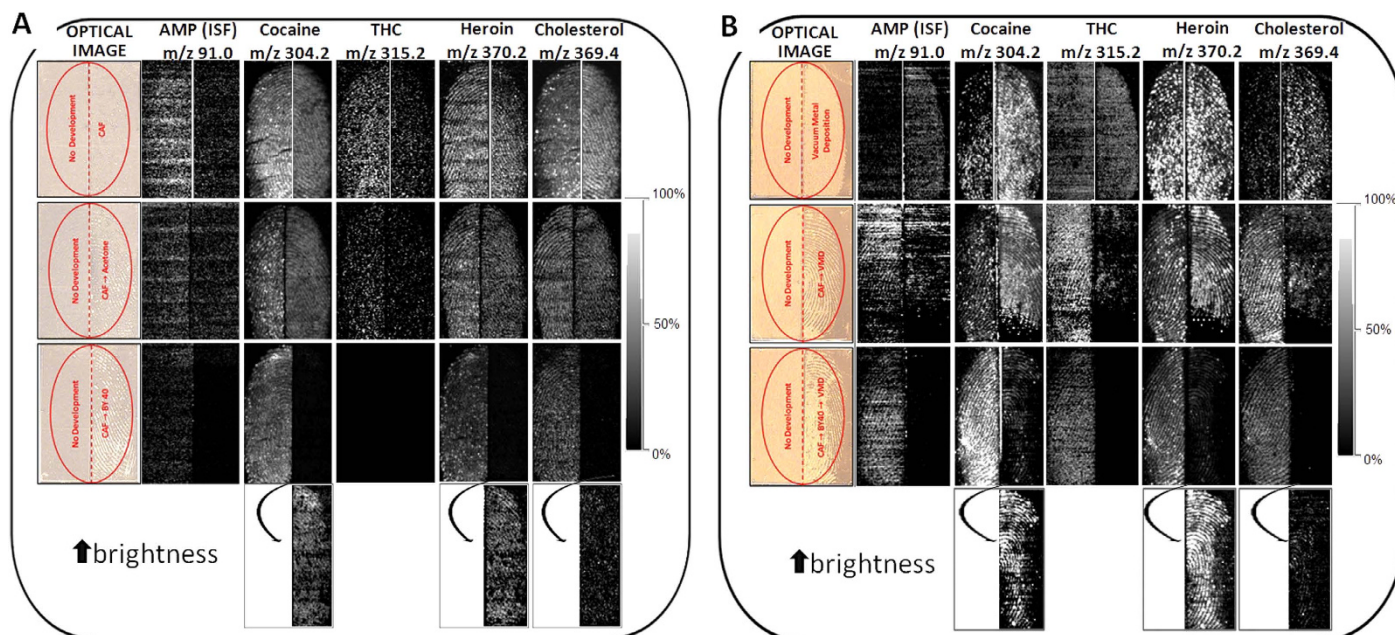 A
OPTICAL IMAGE
AMP (ISF) m/z 91.0
Cocaine m/z 304.2
THC m/z 315.2
Heroin m/z 370.2
Cholesterol m/z 369.4
No Development
CAF
No Development
CAF → Acetone
No Development
CAF → BY 40
100%
50%
0%
⬆brightness
B
OPTICAL IMAGE
AMP (ISF) m/z 91.0
Cocaine m/z 304.2
THC m/z 315.2
Heroin m/z 370.2
Cholesterol m/z 369.4
No Development
Vacuum Metal
Deposition
No Development
CAF → VMD
No Development
CAF → BY40 → VMD
100%
50%
0%
⬆brightness